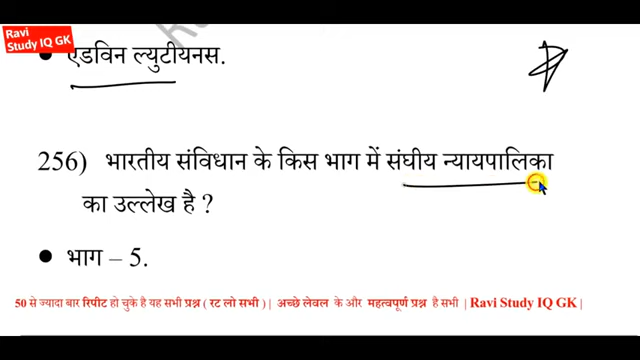 Ravi
Study IQ GK
● एडविन ल्युटीयनस.
256) भारतीय संविधान के किस भाग में संघीय न्यायपालिका
का उल्लेख है ?
● भाग – 5.
50 से ज्यादा बार रिपीट हो चुके है यह सभी प्रश्न ( रट लो सभी) | अच्छे लेवल के और महत्वपूर्ण प्रश्न है सभी | Ravi Study IQ GK |